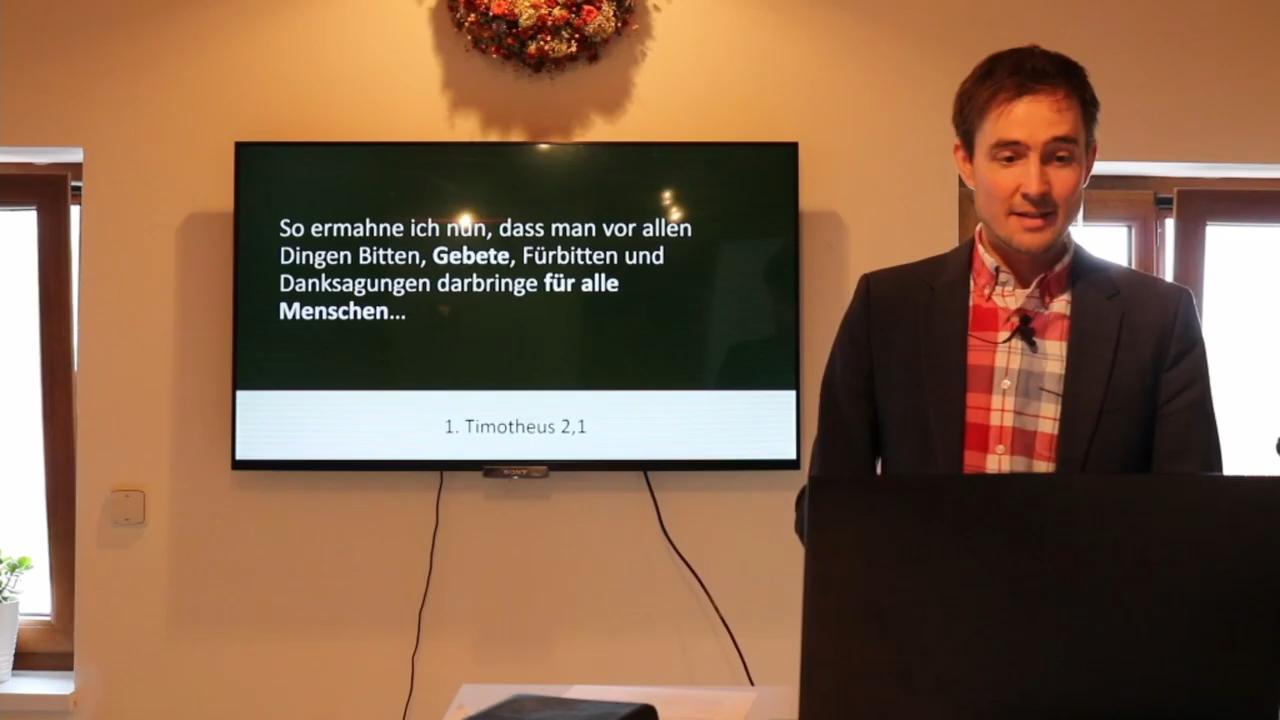 So ermahne ich nun, dass man vor allen
Dingen Bitten, Gebete, Fürbitten und
Danksagungen darbringe für alle
Menschen…
1. Timotheus 2,1
SONY